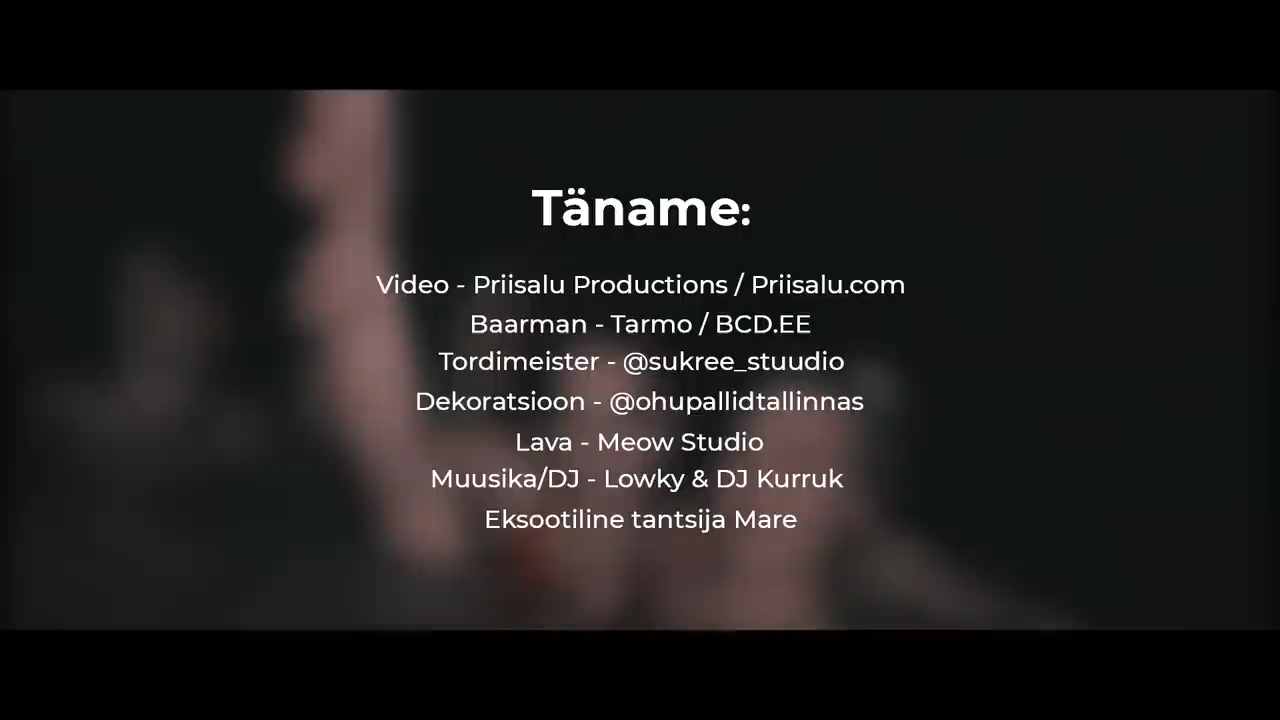 Täname:
Video - Priisalu Productions / Priisalu.com
Baarman - Tarmo / BCD.EE
Tordimeister - @sukree_stuudio
Dekoratsioon - @ohupallidtallinnas
Lava - Meow Studio
Muusika/DJ - Lowky & DJ Kurruk
Eksootiline tantsija Mare